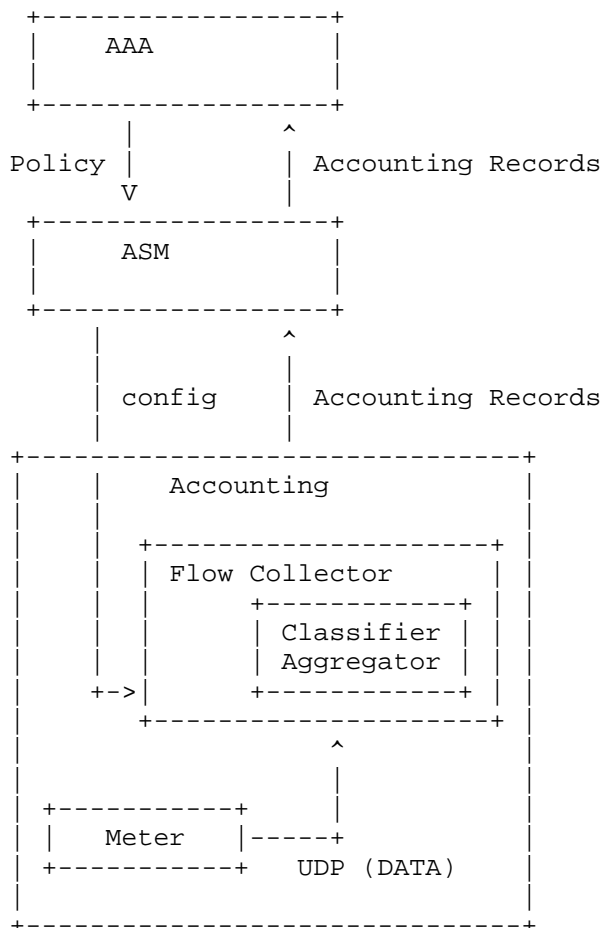 AAA
Policy
Accounting Records
V
ASM
config
Accounting Records
Accounting
Flow Collector
Classifier
Aggregator
Meter
UDP (DATA)